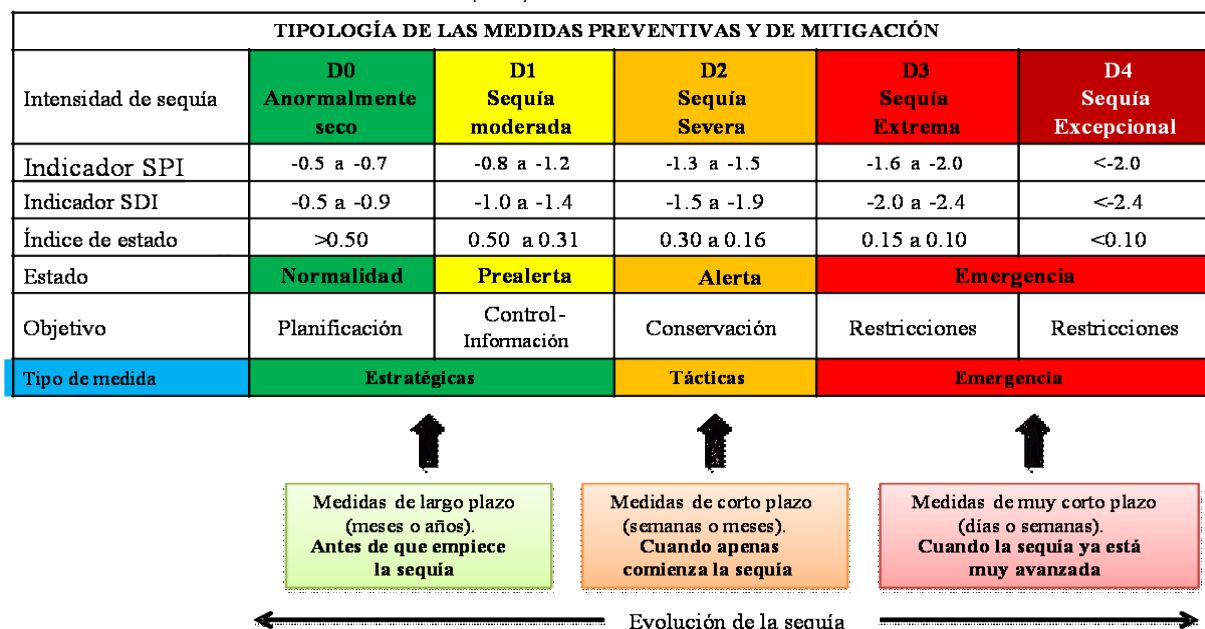 TIPOLOGÍA DE LAS MEDIDAS PREVENTIVAS Y DE MITIGACIÓN
Intensidad de sequía
D0
Anormalmente
seco
D1
Sequía
moderada
D2
Sequía
Severa
D3
Sequía
Extrema
D4
Sequía
Excepcional
Indicador SPI -0.5 a -0.7 -0.8 a -1.2 -1.3 a -1.5 -1.6 a -2.0 <-2.0
Indicador SDI -0.5 a -0.9 -1.0 a -1.4 -1.5 a -1.9 -2.0 a -2.4 <-2.4
Índice de estado >0.50 0.50 a 0.31 0.30 a 0.16 0.15 a 0.10 <0.10
Estado Normalidad Prealerta Alerta Emergencia
Objetivo Planificación
Control-
Información
Conservación Restricciones Restricciones
Tipo de medida Estratégicas Tácticas Emergencia
Medidas de largo plazo
(meses o años).
Antes de que empiece
la sequía
Medidas de corto plazo
(semanas o meses).
Cuando apenas
comienza la sequía
Medidas de muy corto plazo
(días o semanas).
Cuando la sequía ya está
muy avanzada
Evolución de la sequía